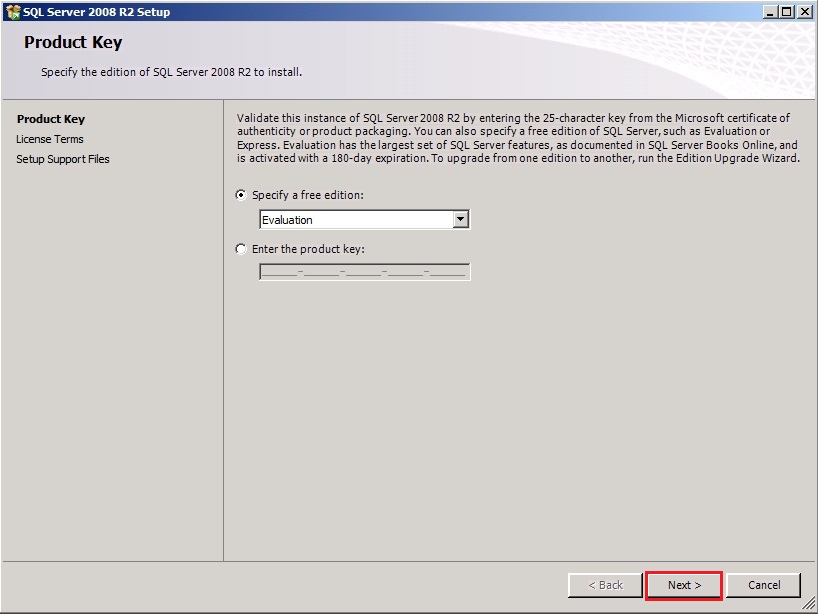 SQL Server 2008 R2 Setup
Product Key
Specify the edition of SQL Server 2008 R2 to install.
Product Key
License Terms
Setup Support Files
Validate this instance of SQL Server 2008 R2 by entering the 25-character key from the Microsoft certificate of
authenticity or product packaging. You can also specify a free edition of SQL Server, such as Evaluation or
Express. Evaluation has the largest set of SQL Server features, as documented in SQL Server Books Online, and
is activated with a 180-day expiration. To upgrade from one edition to another, run the Edition Upgrade Wizard.
Specify a free edition:
Evaluation
Enter the product key:
_____-_____-_____-_____-_____
< Back
Next >
Cancel